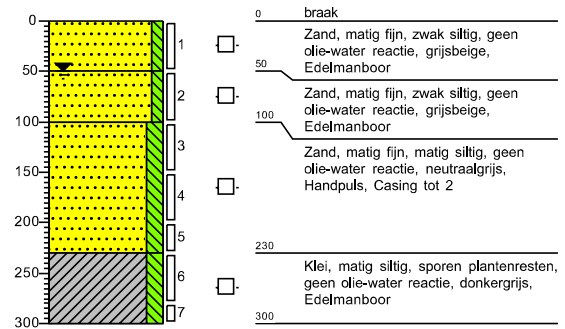 0
50
100
150
200
250
300
1
2
3
4
5
6
7
0 braak
Zand, matig fijn, zwak siltig, geen
olie-water reactie, grijsbeige,
Edelmanboor
50
Zand, matig fijn, zwak siltig, geen
olie-water reactie, grijsbeige,
Edelmanboor
100
Zand, matig fijn, matig siltig, geen
olie-water reactie, neutraalgrijs,
Handpuls, Casing tot 2
230
Klei, matig siltig, sporen plantenresten,
geen olie-water reactie, donkergrijs,
Edelmanboor
300